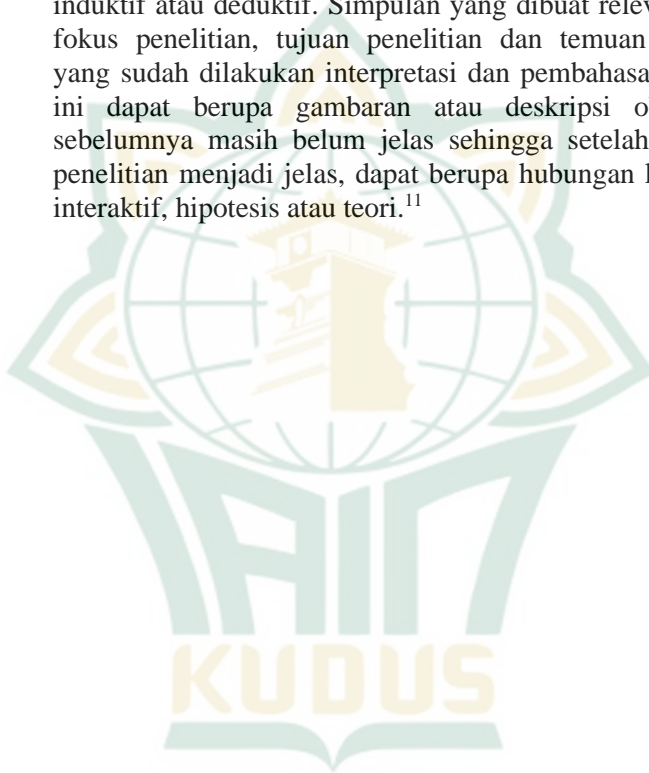 induktif atau deduktif. Simpulan yang dibuat
fokus penelitian, tujuan penelitian dan temuan
yang sudah dilakukan interpretasi dan
ini dapat berupa gambaran atau deskripsi
sebelumnya masih belum jelas sehingga setelah
penelitian menjadi jelas, dapat berupa hubungan
interaktif, hipotesis atau teori.11
IAIN
KUDUS